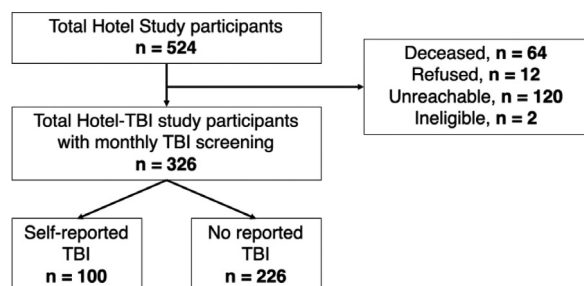 Total Hotel Study participants
n = 524
Deceased, n = 64
Refused, n = 12
Unreachable, n = 120
Ineligible, n = 2
Total Hotel-TBI study participants
with monthly TBI screening
n = 326
Self-reported
TBI
n = 100
No reported
TBI
n = 226